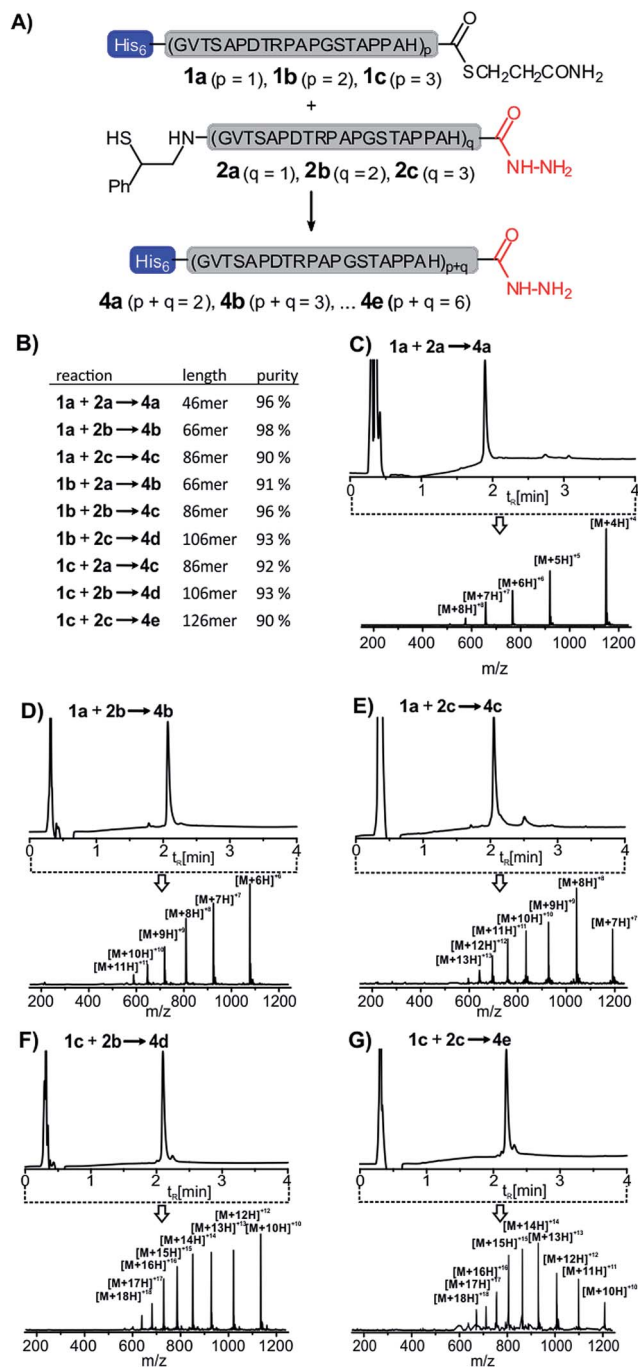 A)
His6 (GVTSAPDTRPAPGSTAPPAH)p O
SCH2CH2CONH2
1a (p = 1), 1b (p = 2), 1c (p = 3)
+
HS HN (GVTSAPDTRPAPGSTAPPAH)q O
Ph NH-NH2
2a (q = 1), 2b (q = 2), 2c (q = 3)
His6 (GVTSAPDTRPAPGSTAPPAH)p+q O
NH-NH2
4a (p + q = 2), 4b (p + q = 3), ... 4e (p + q = 6)
B)
reaction length purity
1a + 2a → 4a 46mer 96 %
1a + 2b → 4b 66mer 98 %
1a + 2c → 4c 86mer 90 %
1b + 2a → 4b 66mer 91 %
1b + 2b → 4c 86mer 96 %
1b + 2c → 4d 106mer 93 %
1c + 2a → 4c 86mer 92 %
1c + 2b → 4d 106mer 93 %
1c + 2c → 4e 126mer 90 %
C)
1a + 2a → 4a
0 1 2 3 4
tR[min]
[M+4H]+4
[M+5H]+5
[M+6H]+6
[M+7H]+7
[M+8H]+8
200 400 600 800 1000 1200
m/z
D)
1a + 2b → 4b
0 1 2 3 4
tR[min]
[M+6H]+6
[M+7H]+7
[M+8H]+8
[M+9H]+9
[M+10H]+10
[M+11H]+11
200 400 600 800 1000 1200
m/z
E)
1a + 2c → 4c
0 1 2 3 4
tR[min]
[M+8H]+8
[M+9H]+9
[M+10H]+10
[M+7H]+7
[M+11H]+11
[M+12H]+12
[M+13H]+13
200 400 600 800 1000 1200
m/z
F)
1c + 2b → 4d
0 1 2 3 4
tR[min]
[M+12H]+12
[M+13H]+13 [M+10H]+10
[M+14H]+14
[M+15H]+15
[M+16H]+16
[M+17H]+17
[M+18H]+18
200 400 600 800 1000 1200
m/z
G)
1c + 2c → 4e
0 1 2 3 4
tR[min]
[M+14H]+14
[M+15H]+15 [M+13H]+13
[M+12H]+12
[M+16H]+16 [M+11H]+11
[M+17H]+17
[M+18H]+18 [M+10H]+10
200 400 600 800 1000 1200
m/z